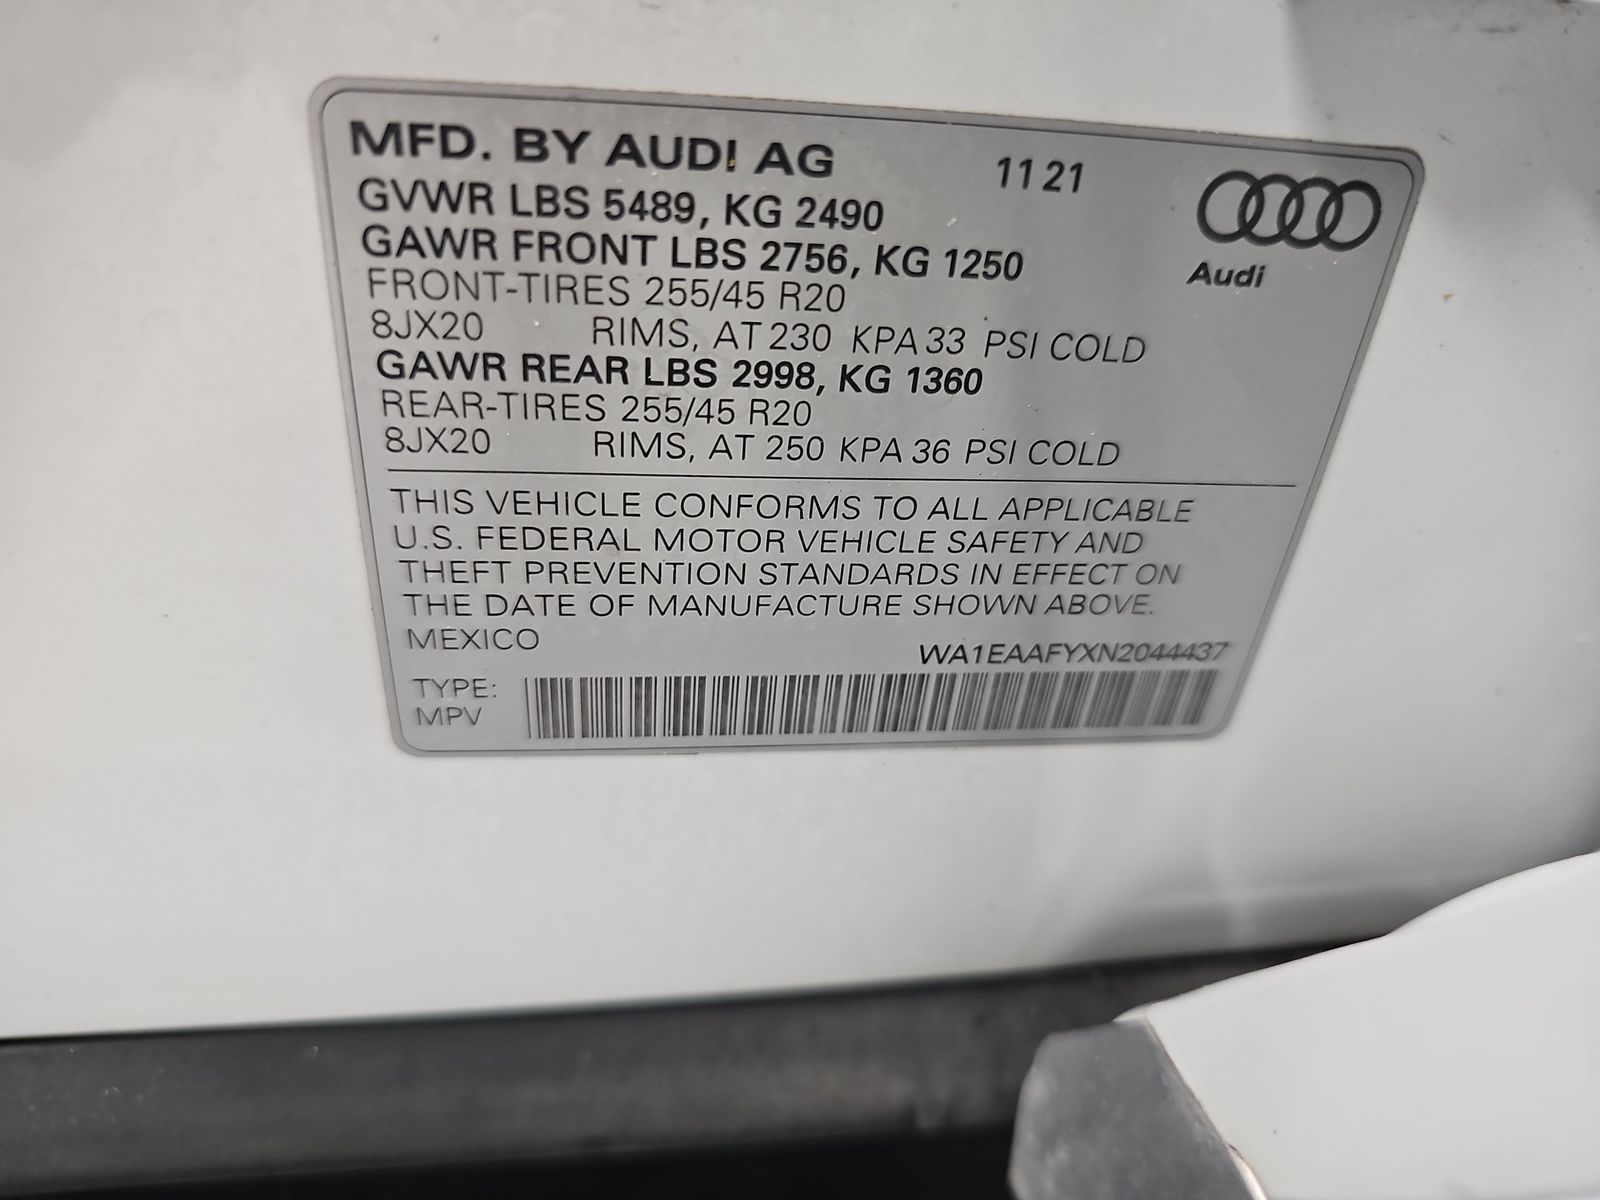 MFD. BY AUDI AG 11 21
GVWR LBS 5489, KG 2490
GAWR FRONT LBS 2756, KG 1250
Audi
FRONT-TIRES 255/45 R20
8JX20 RIMS, AT 230 KPA 33 PSI COLD
GAWR REAR LBS 2998, KG 1360
REAR-TIRES 255/45 R20
8JX20 RIMS, AT 250 KPA 36 PSI COLD
THIS VEHICLE CONFORMS TO ALL APPLICABLE
U.S. FEDERAL MOTOR VEHICLE SAFETY AND
THEFT PREVENTION STANDARDS IN EFFECT ON
THE DATE OF MANUFACTURE SHOWN ABOVE.
MEXICO WA1EAAFYXN2044437
TYPE:
MPV